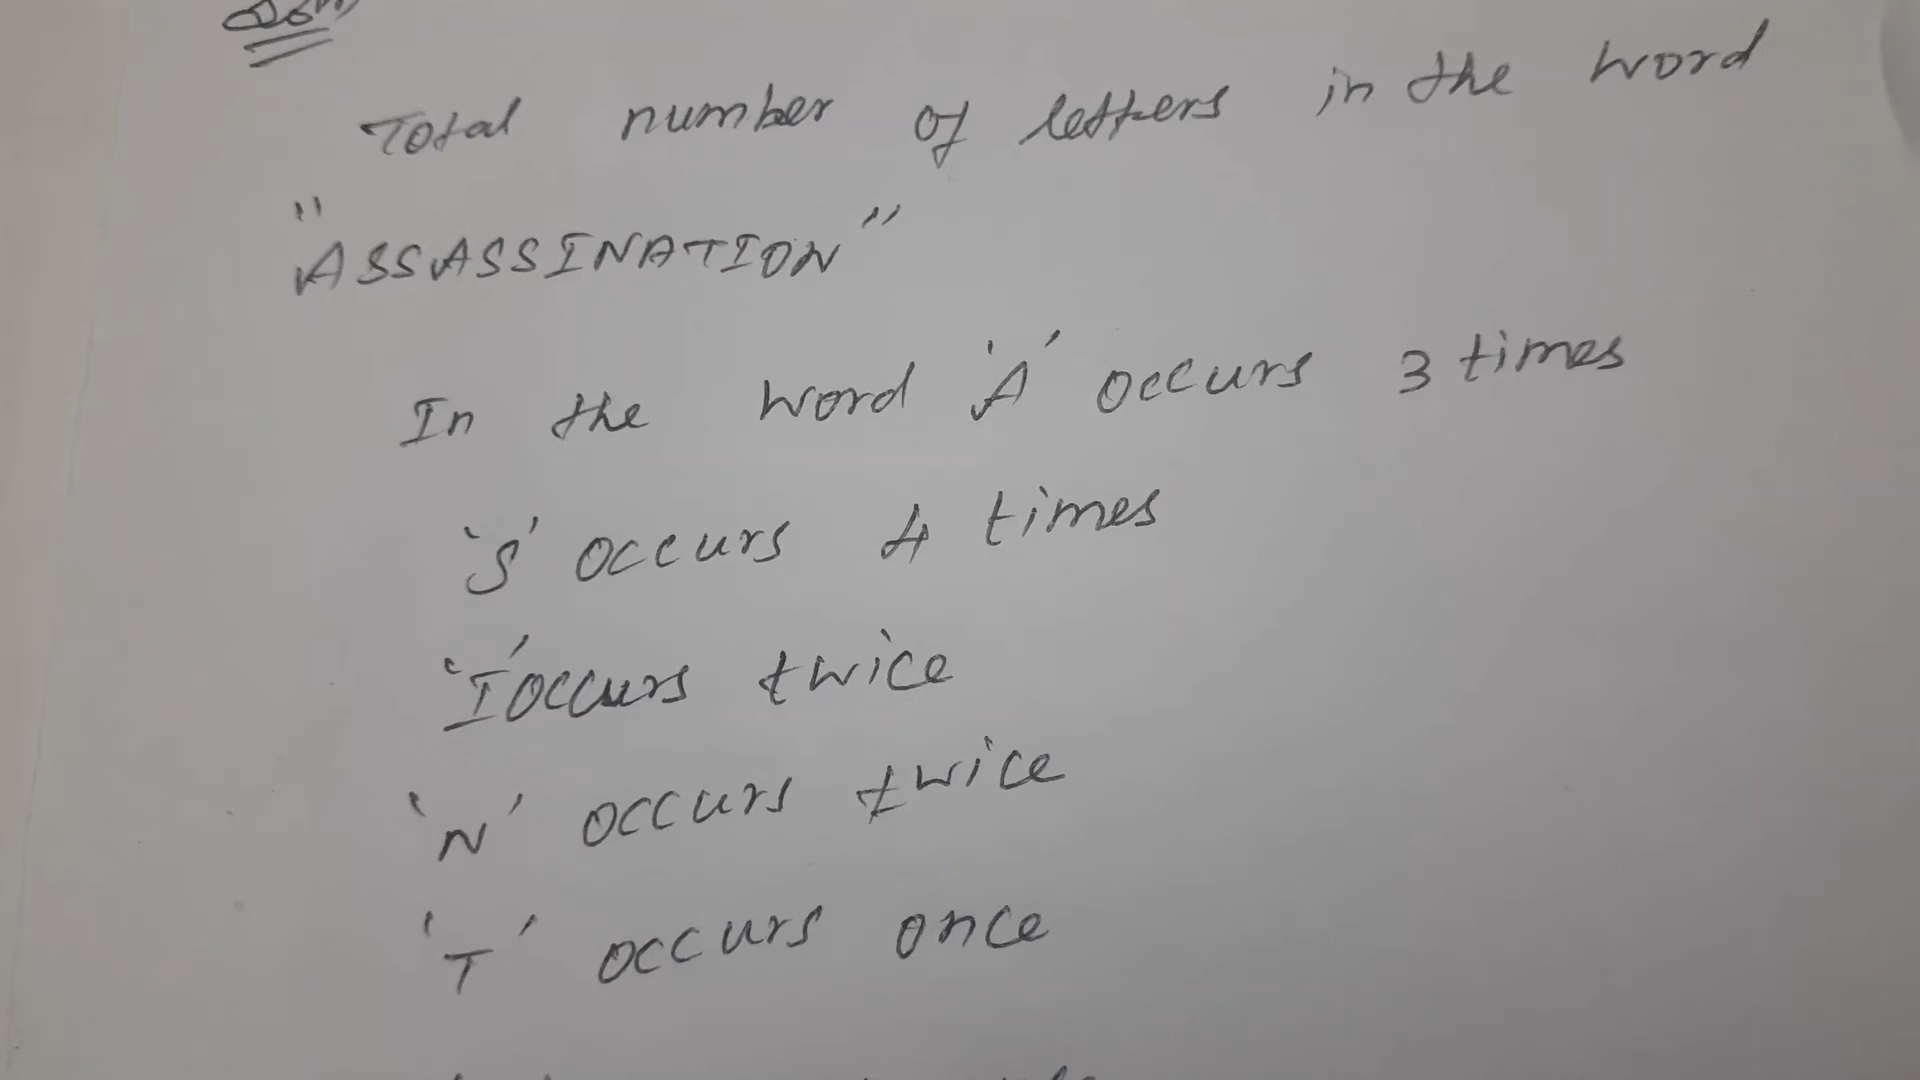 Total number of letters in the word
"ASSASSINATION"
In the word 'A' occurs 3 times
'S' occurs 4 times
'I' occurs twice
'N' occurs twice
'T' occurs once